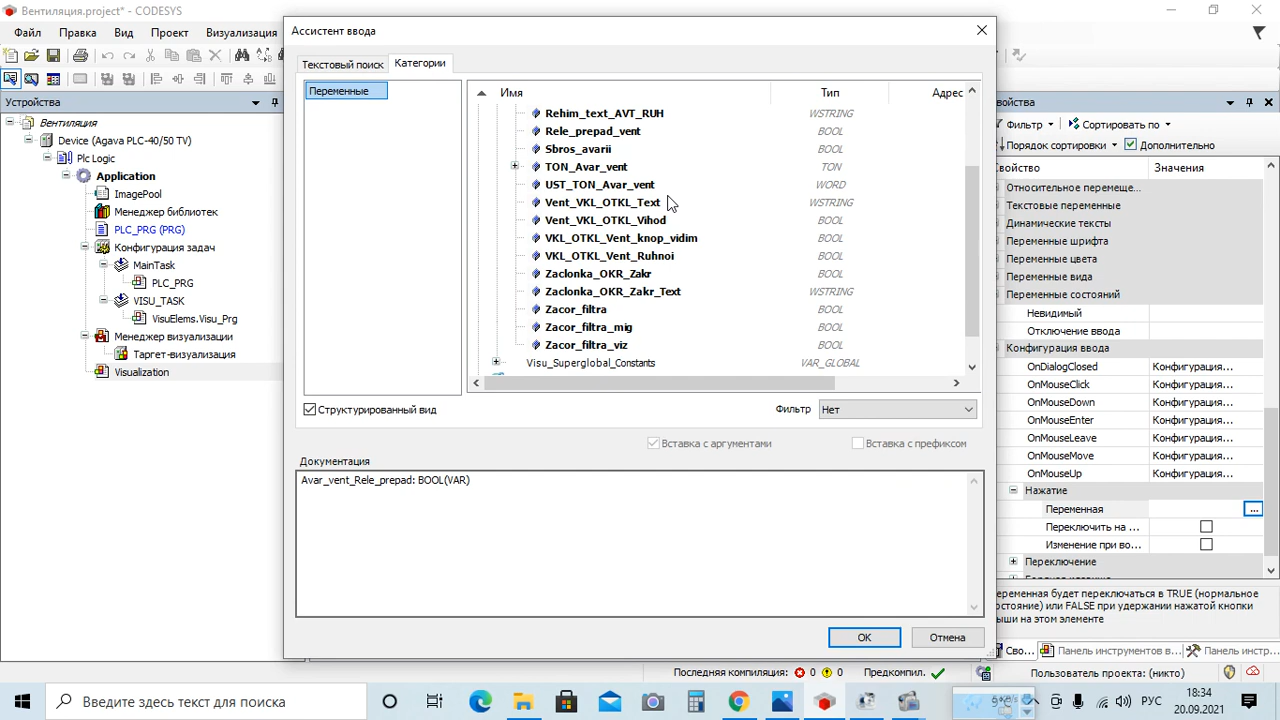 Вентиляция.project* - CODESYS
Файл Правка Вид Проект Визуализация
Устройства
Вентиляция
Device (Agava PLC-40/50 TV)
Plc Logic
Application
ImagePool
Менеджер библиотек
PLC_PRG (PRG)
Конфигурация задач
MainTask
PLC_PRG
VISU_TASK
VisuElems.Visu_Prg
Менеджер визуализации
Таргет-визуализация
Visualization
Ассистент ввода
Текстовый поиск Категории
Переменные
Имя Тип Адрес
Rehim_text_AVT_RUH WSTRING
Rele_prepad_vent BOOL
Sbros_avarii BOOL
TON_Avar_vent TON
UST_TON_Avar_vent WORD
Vent_VKL_OTKL_Text WSTRING
Vent_VKL_OTKL_Vihod BOOL
VKL_OTKL_Vent_knop_vidim BOOL
VKL_OTKL_Vent_Ruhnoi BOOL
Zaclonka_OKR_Zakr BOOL
Zaclonka_OKR_Zakr_Text WSTRING
Zacor_filtra BOOL
Zacor_filtra_mig BOOL
Zacor_filtra_viz BOOL
Visu_Superglobal_Constants VAR_GLOBAL
Структурированный вид Фильтр Нет
Вставка с аргументами Вставка с префиксом
Документация
Avar_vent_Rele_prepad: BOOL(VAR)
OK Отмена
войства
Фильтр Сортировать по
Порядок сортировки Дополнительно
Свойство Значения
Относительное перемеще...
Текстовые переменные
Динамический тексты
Переменные шрифта
Переменные цвета
Переменные вида
Переменные состояний
Невидимый
Отключение ввода
Конфигурация ввода
OnDialogClosed Конфигурация...
OnMouseClick Конфигурация...
OnMouseDown Конфигурация...
OnMouseEnter Конфигурация...
OnMouseLeave Конфигурация...
OnMouseMove Конфигурация...
OnMouseUp Конфигурация...
Нажатие
Переменная ...
Переключить на ...
Изменение при во...
Переключение
еременная будет переключаться в TRUE (нормальное
остояние) или FALSE при удержании нажатой кнопки
ыши на этом элементе
Сво... Панель инструментов в... Панель инстр...
Последняя компиляция: 0 0 Предкомпил. Пользователь проекта: (никто)
Введите здесь текст для поиска
РУС
18:34
20.09.2021